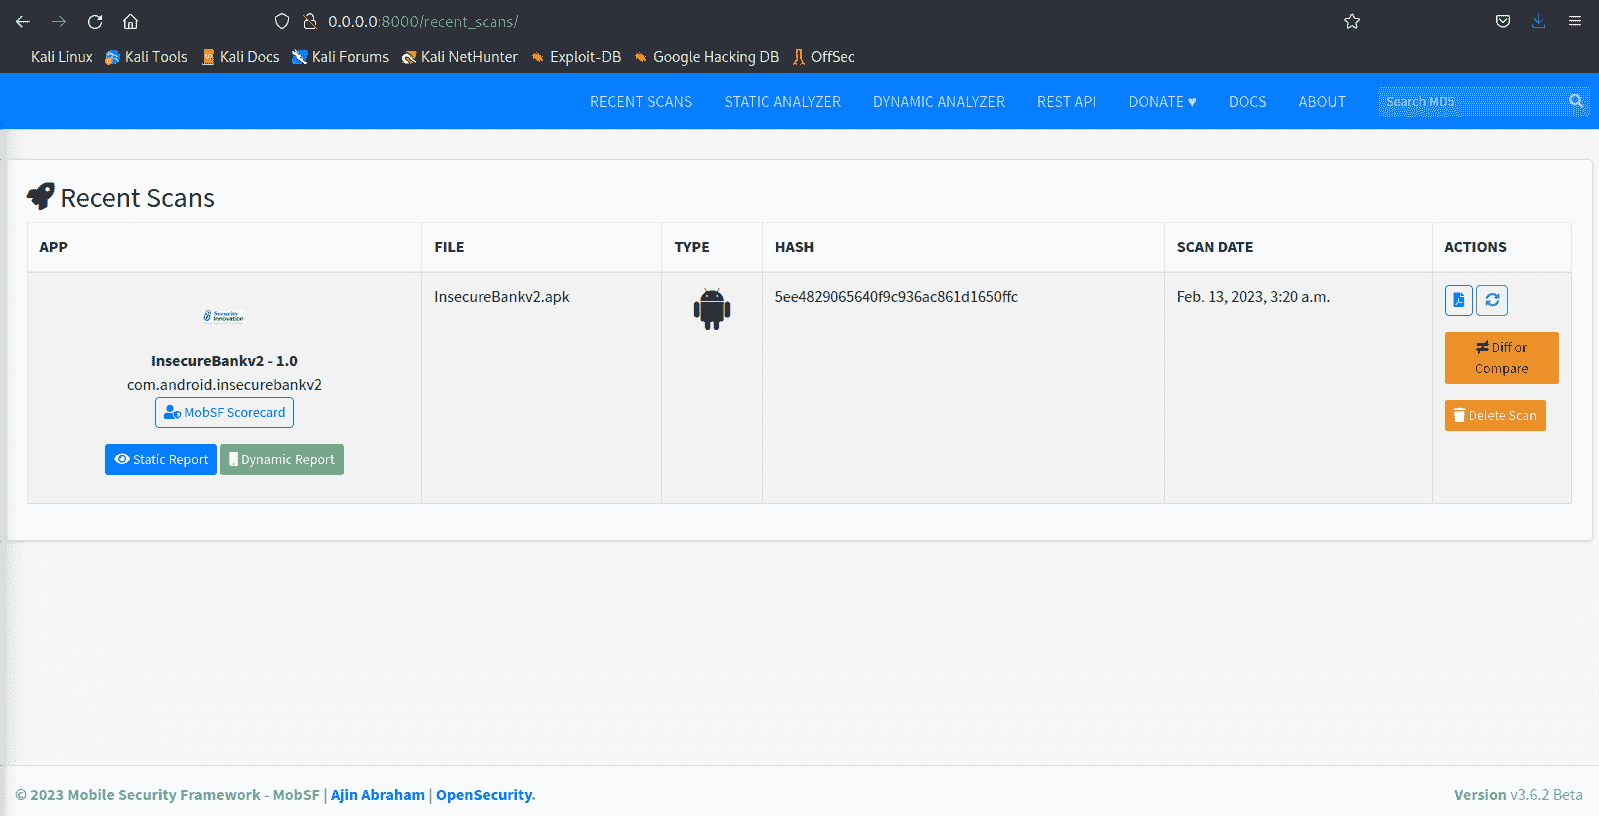 0.0.0.0:8000/recent_scans/
Kali Linux Kali Tools Kali Docs Kali Forums Kali NetHunter Exploit-DB Google Hacking DB OffSec
RECENT SCANS STATIC ANALYZER DYNAMIC ANALYZER REST API DONATE ♥ DOCS ABOUT Search MD5
Recent Scans
APP FILE TYPE HASH SCAN DATE ACTIONS
InsecureBankv2.apk 5ee4829065640f9c936ac861d1650ffc Feb. 13, 2023, 3:20 a.m.
Security
Innovation
InsecureBankv2 - 1.0
com.android.insecurebankv2
MobSF Scorecard
Static Report Dynamic Report
Diff or
Compare
Delete Scan
© 2023 Mobile Security Framework - MobSF | Ajin Abraham | OpenSecurity.
Version v3.6.2 Beta